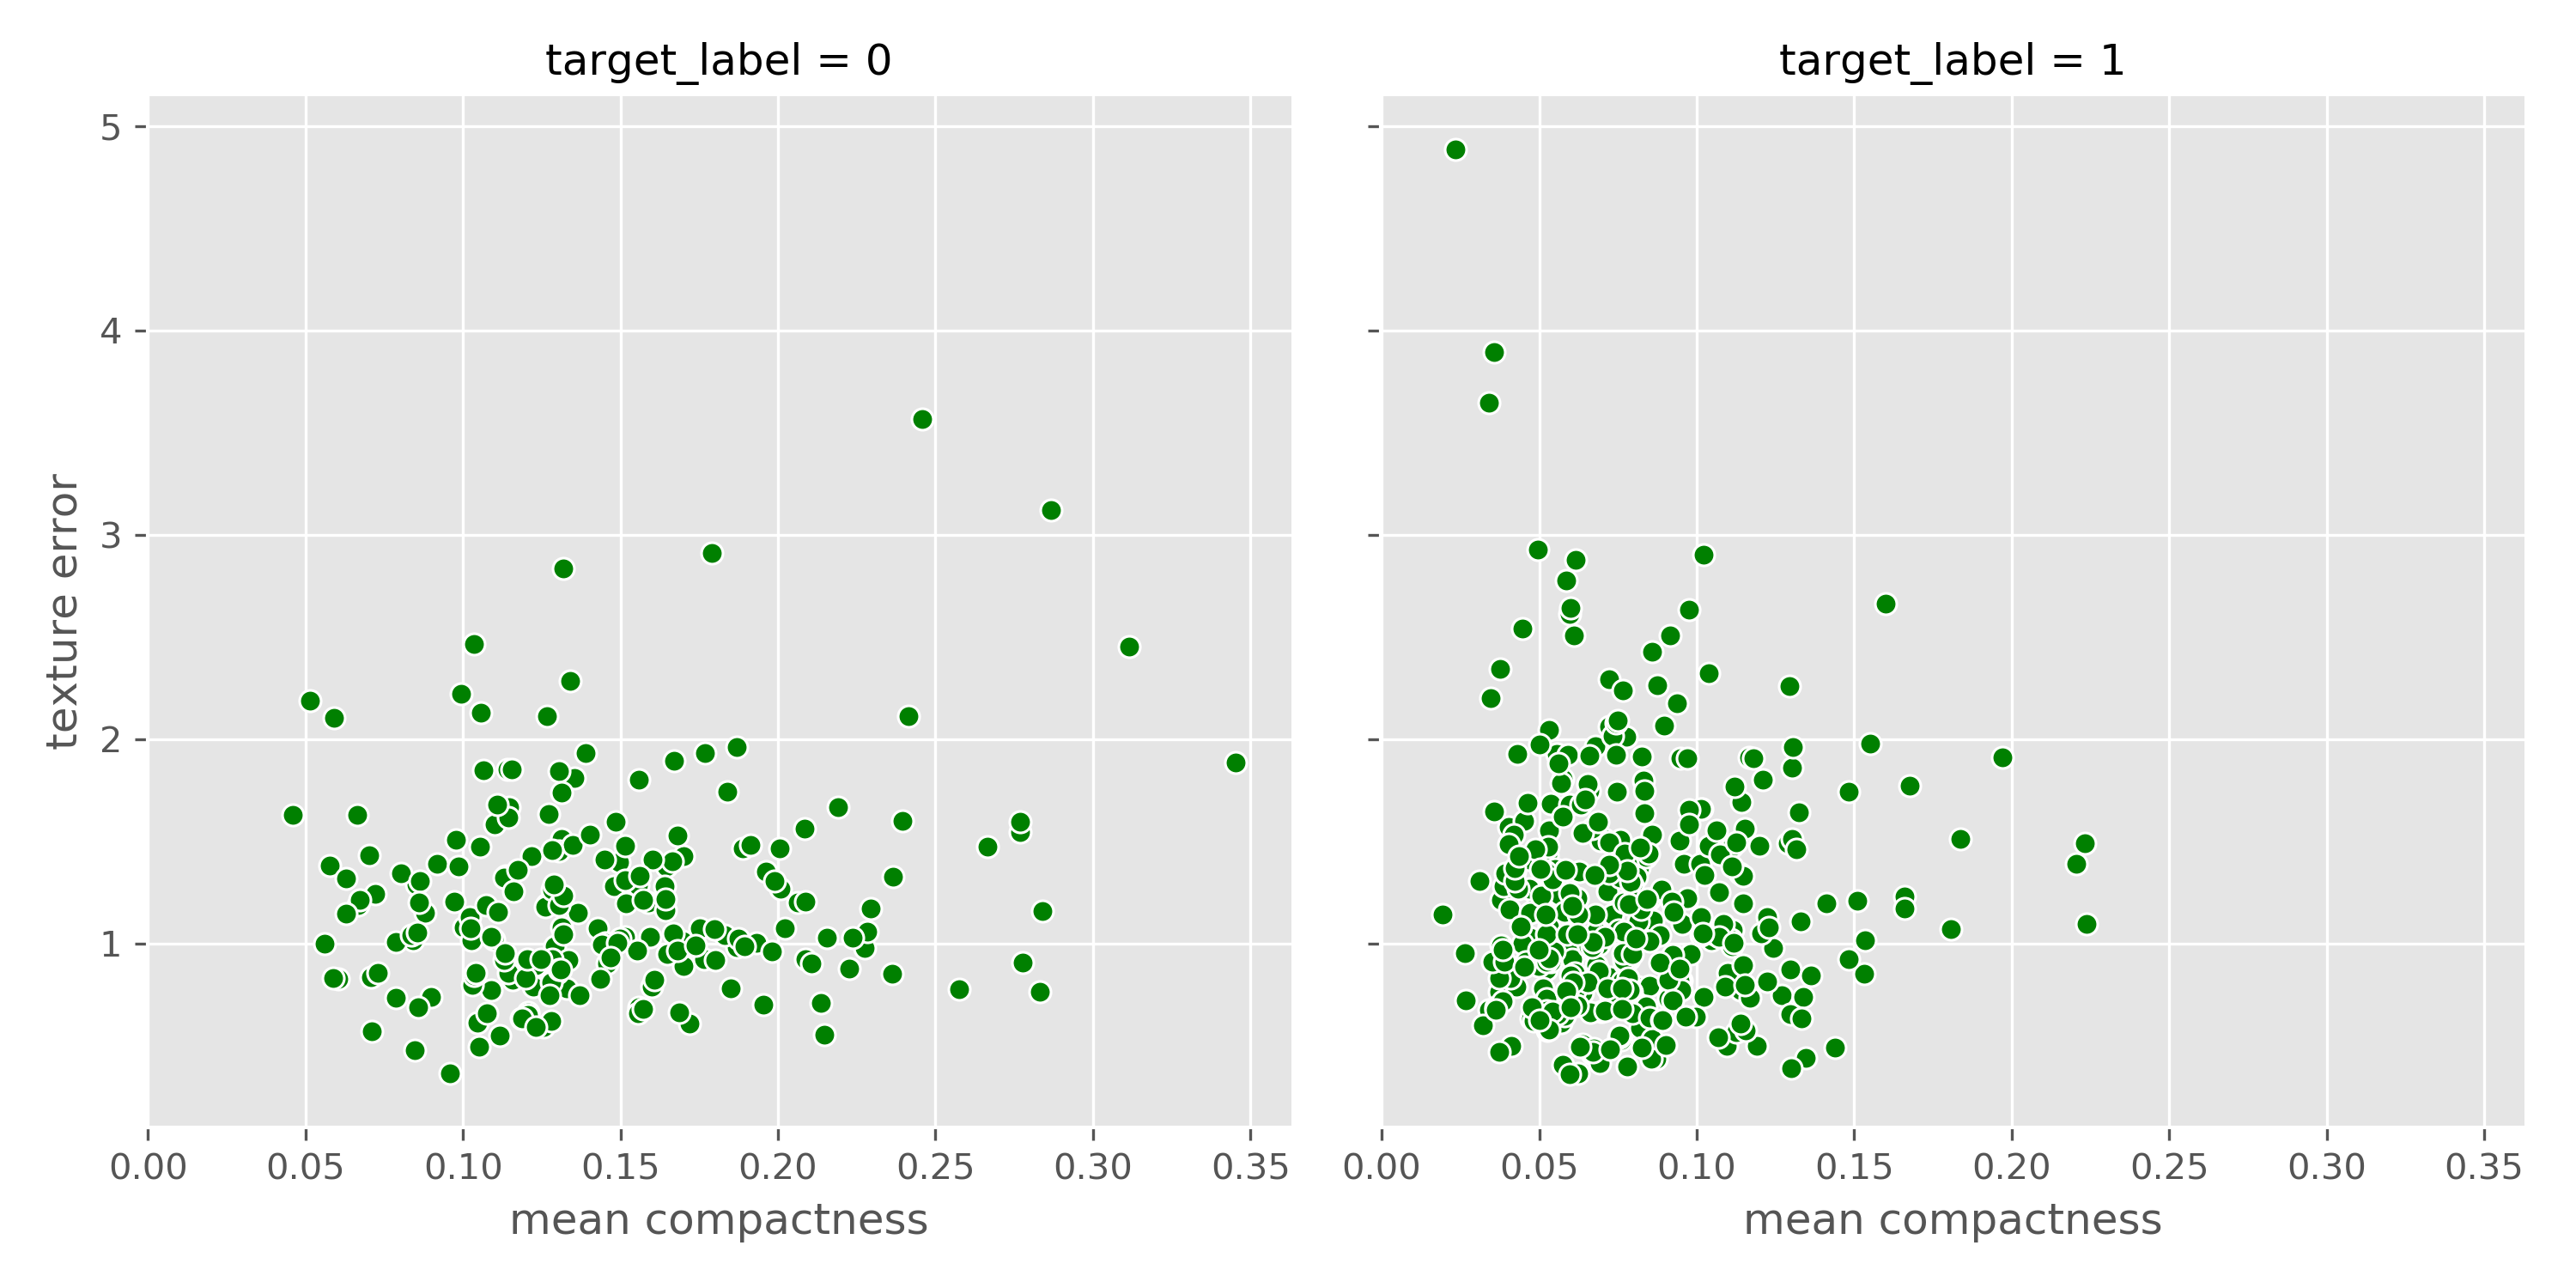 target_label = 0
target_label = 1
5
4
3
2
1
texture error
0.00 0.05 0.10 0.15 0.20 0.25 0.30 0.35
0.00 0.05 0.10 0.15 0.20 0.25 0.30 0.35
mean compactness
mean compactness